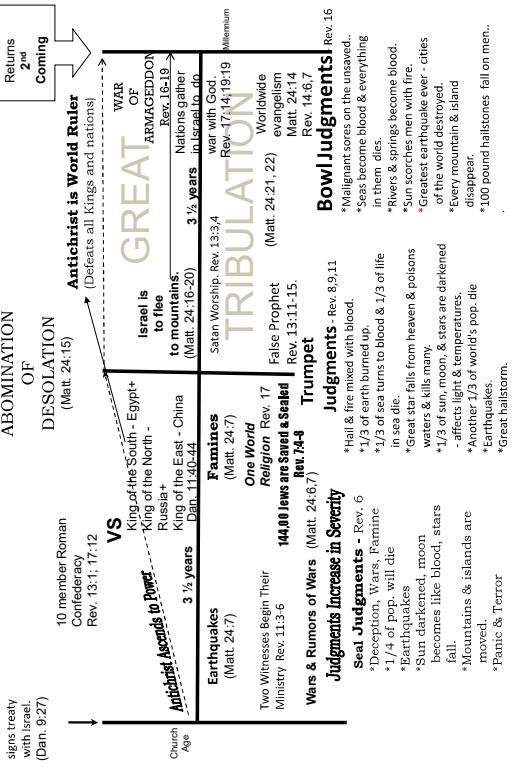 signs treaty
with Israel.
(Dan. 9:27)
ABOMINATION
OF
DESOLATION
(Matt. 24:15)
Returns
2nd
Coming
10 member Roman
Confederacy
Rev. 13:1; 17:12
VS
King of the South - Egypt+
King of the North -
Russia+
King of the East - China
Dan. 11:40-44
Antichrist Ascends to Power
Antichrist is World Ruler
(Defeats all Kings and nations)
GREAT
TRIBULATION
WAR
OF
ARMAGEDDON
Rev. 16-19
Nations gather
in Israel to do
war with God.
Rev. 17:14;19:19
Israel is
to flee
to mountains.
(Matt. 24:16-20)
Church
Age
3 ½ years
3 ½ years
Millennium
Earthquakes
(Matt. 24:7)
Famines
(Matt. 24:7)
Satan Worship. Rev. 13:3,4
Two Witnesses Begin Their
Ministry Rev. 11:3-6
One World
Religion Rev. 17
144,00 Jews are Saved & Sealed
Rev. 7:4-8
False Prophet
Rev. 13:11-15.
(Matt. 24:21, 22)
Worldwide
evangelism
Matt. 24:14
Rev. 14:6,7
Wars & Rumors of Wars (Matt. 24:6,7)
Judgments Increase in Severity
Seal Judgments - Rev. 6
*Deception, Wars, Famine
*1/4 of pop. will die
*Earthquakes
*Sun darkened, moon
becomes like blood, stars
fall.
*Mountains & islands are
moved.
*Panic & Terror
Trumpet
Judgments - Rev. 8,9,11
*Hail & fire mixed with blood.
*1/3 of earth burned up.
*1/3 of sea turns to blood & 1/3 of life
in sea die.
*Great star falls from heaven & poisons
waters & kills many.
*1/3 of sun, moon, & stars are darkened
- affects light & temperatures.
*Another 1/3 of world's pop. die
*Earthquakes.
*Great hailstorm.
Bowl Judgments Rev. 16
*Malignant sores on the unsaved..
*Seas become blood & everything
in them dies.
*Rivers & springs become blood.
*Sun scorches men with fire.
*Greatest earthquake ever - cities
of the world destroyed.
*Every mountain & island
disappear.
*100 pound hailstones fall on men..
.